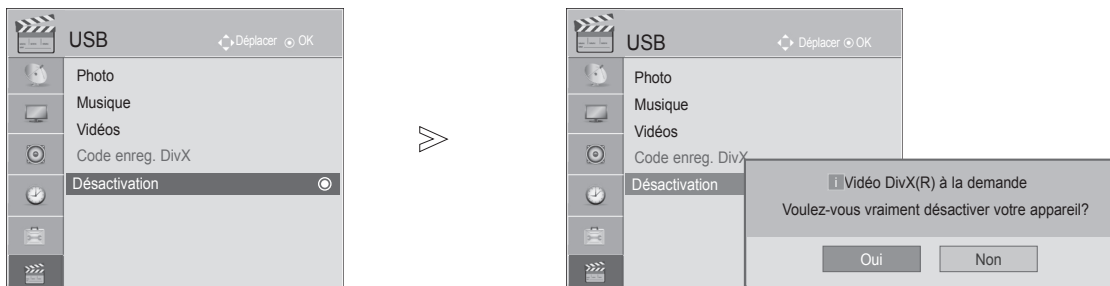 USB
Déplacer OK
Photo
Musique
Vidéos
Code enreg. DivX
Désactivation
USB
Déplacer OK
Photo
Musique
Vidéos
Code enreg. DivX
Désactivation
i Vidéo DivX(R) à la demande
Voulez-vous vraiment désactiver votre appareil?
Oui Non